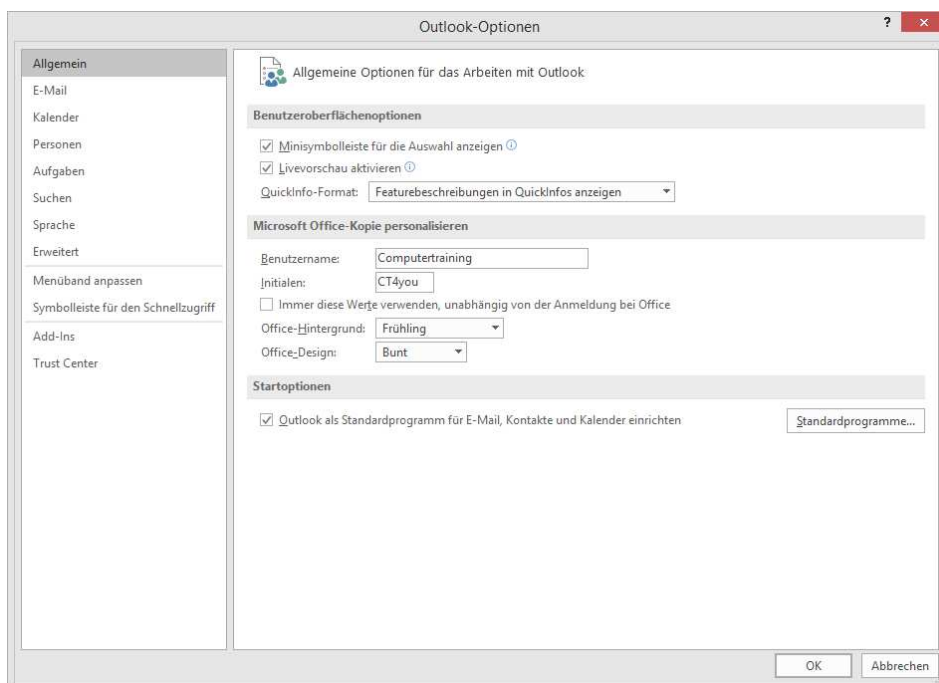 Outlook-Optionen
?
Allgemein
E-Mail
Kalender
Personen
Aufgaben
Suchen
Sprache
Erweitert
Menüband anpassen
Symbolleiste für den Schnellzugriff
Add-Ins
Trust Center
Allgemeine Optionen für das Arbeiten mit Outlook
Benutzeroberflächenoptionen
Minisymbolleiste für die Auswahl anzeigen
Livevorschau aktivieren
QuickInfo-Format: Featurebeschreibungen in QuickInfos anzeigen
Microsoft Office-Kopie personalisieren
Benutzername: Computertraining
Initialen: CT4you
Immer diese Werte verwenden, unabhängig von der Anmeldung bei Office
Office-Hintergrund: Frühling
Office-Design: Bunt
Startoptionen
Outlook als Standardprogramm für E-Mail, Kontakte und Kalender einrichten Standardprogramme...
OK Abbrechen